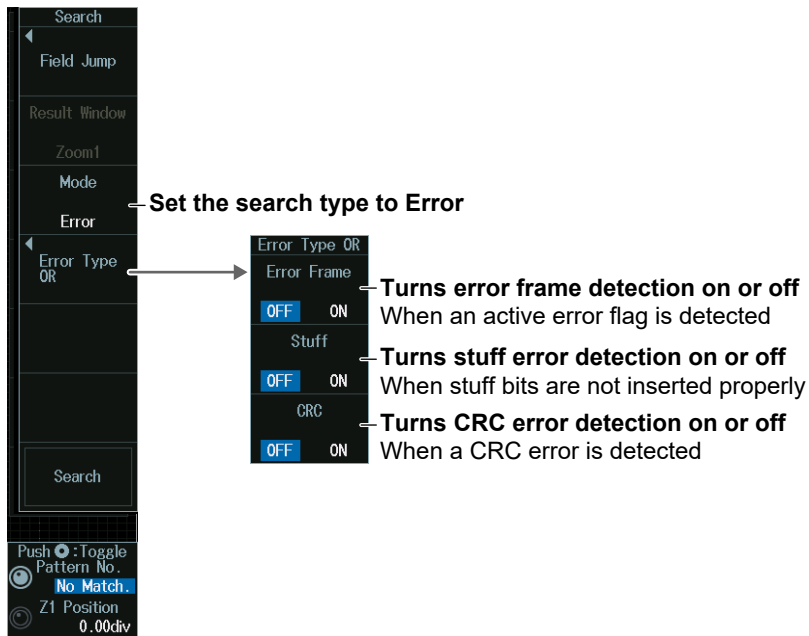 Search
Field Jump
Result Window
Zoom1
Mode
Error
Set the search type to Error
Error Type
OR
Error Type OR
Error Frame
OFF ON
Turns error frame detection on or off
When an active error flag is detected
Stuff
OFF ON
Turns stuff error detection on or off
When stuff bits are not inserted properly
CRC
OFF ON
Turns CRC error detection on or off
When a CRC error is detected
Search
Push :Toggle
Pattern No.
No Match.
Z1 Position
0.00div